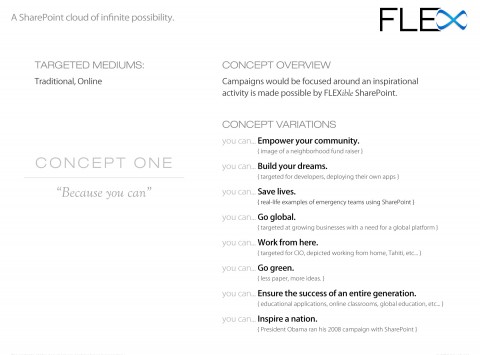 A SharePoint cloud of infinite possibility.
FLEX
TARGETED MEDIUMS:
Traditional, Online
CONCEPT ONE
“Because you can”
CONCEPT OVERVIEW
Campaigns would be focused around an inspirational
activity is made possible by FLEXible SharePoint.
CONCEPT VARIATIONS
you can... Empower your community.
{ image of a neighborhood fund raiser }
you can... Build your dreams.
{ targeted for developers, deploying their own apps }
you can... Save lives.
{ real-life examples of emergency teams using SharePoint }
you can... Go global.
{ targeted at growing businesses with a need for a global platform }
you can... Work from here.
{ targeted for CIO, depicted working from home, Tahiti, etc... }
you can... Go green.
{ less paper, more ideas. }
you can... Ensure the success of an entire generation.
{ educational applications, online classrooms, global education, etc... }
you can... Inspire a nation.
{ President Obama ran his 2008 campaign with SharePoint }